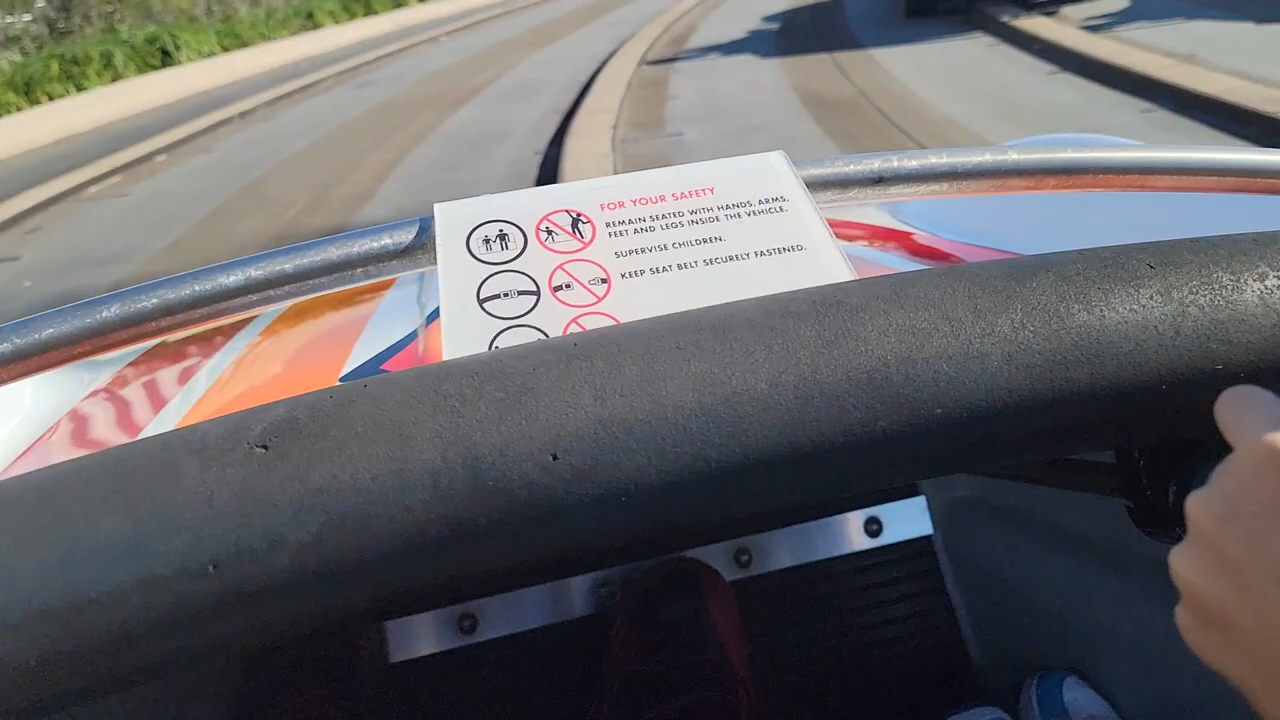 FOR YOUR SAFETY
REMAIN SEATED WITH HANDS, ARMS,
FEET AND LEGS INSIDE THE VEHICLE.
SUPERVISE CHILDREN.
KEEP SEAT BELT SECURELY FASTENED.